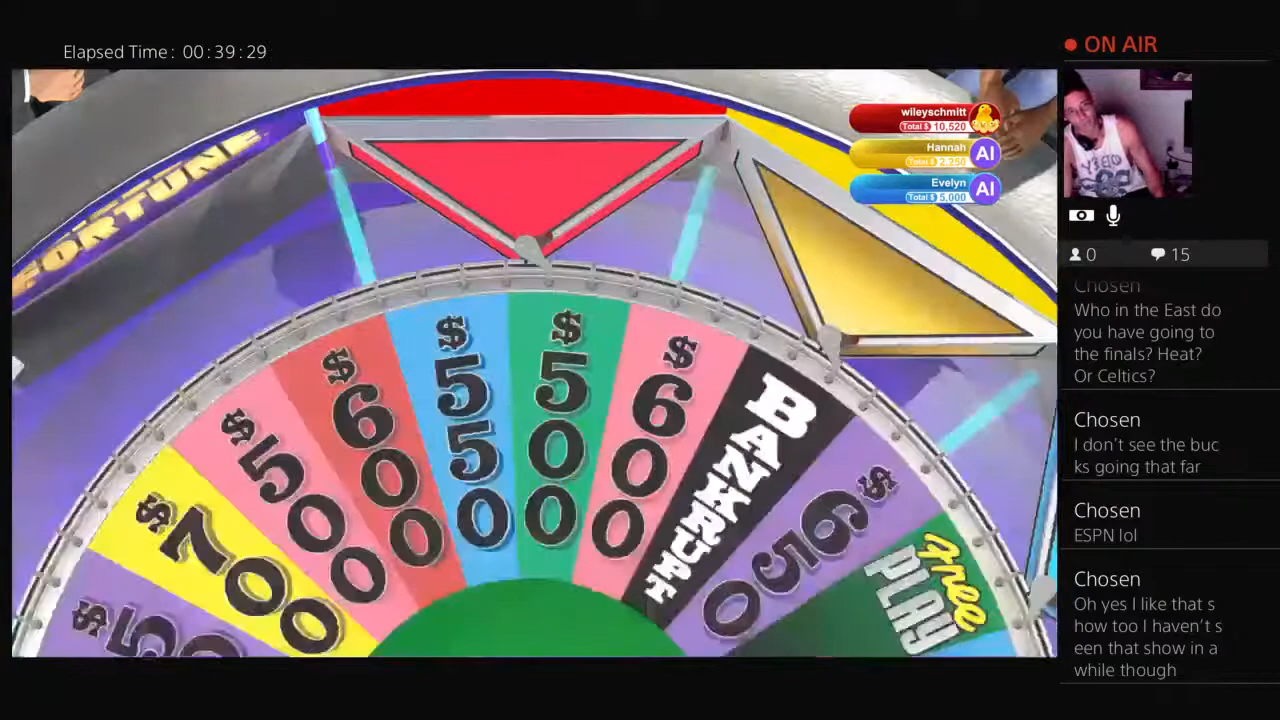 Elapsed Time: 00:39:29
ON AIR
FORTUNE
wileyschmitt
Total $ 10,520
Hannah
Total $ 2,250
AI
Evelyn
Total $ 5,000
AI
0
15
Chosen
Who in the East do
you have going to
the finals? Heat?
Or Celtics?
Chosen
I don't see the buc
ks going that far
Chosen
ESPN lol
Chosen
Oh yes I like that s
how too I haven't s
een that show in a
while though
$700
$500
$600
$550
$500
$600
BANKRUPT
$650
Free
PLAY